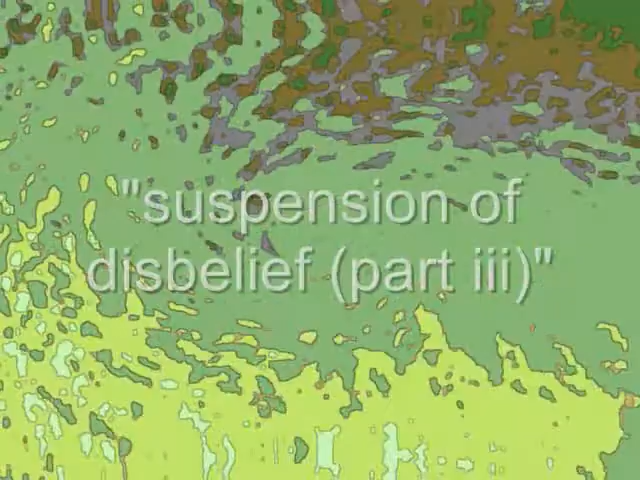 "suspension of
disbelief (part iii)"